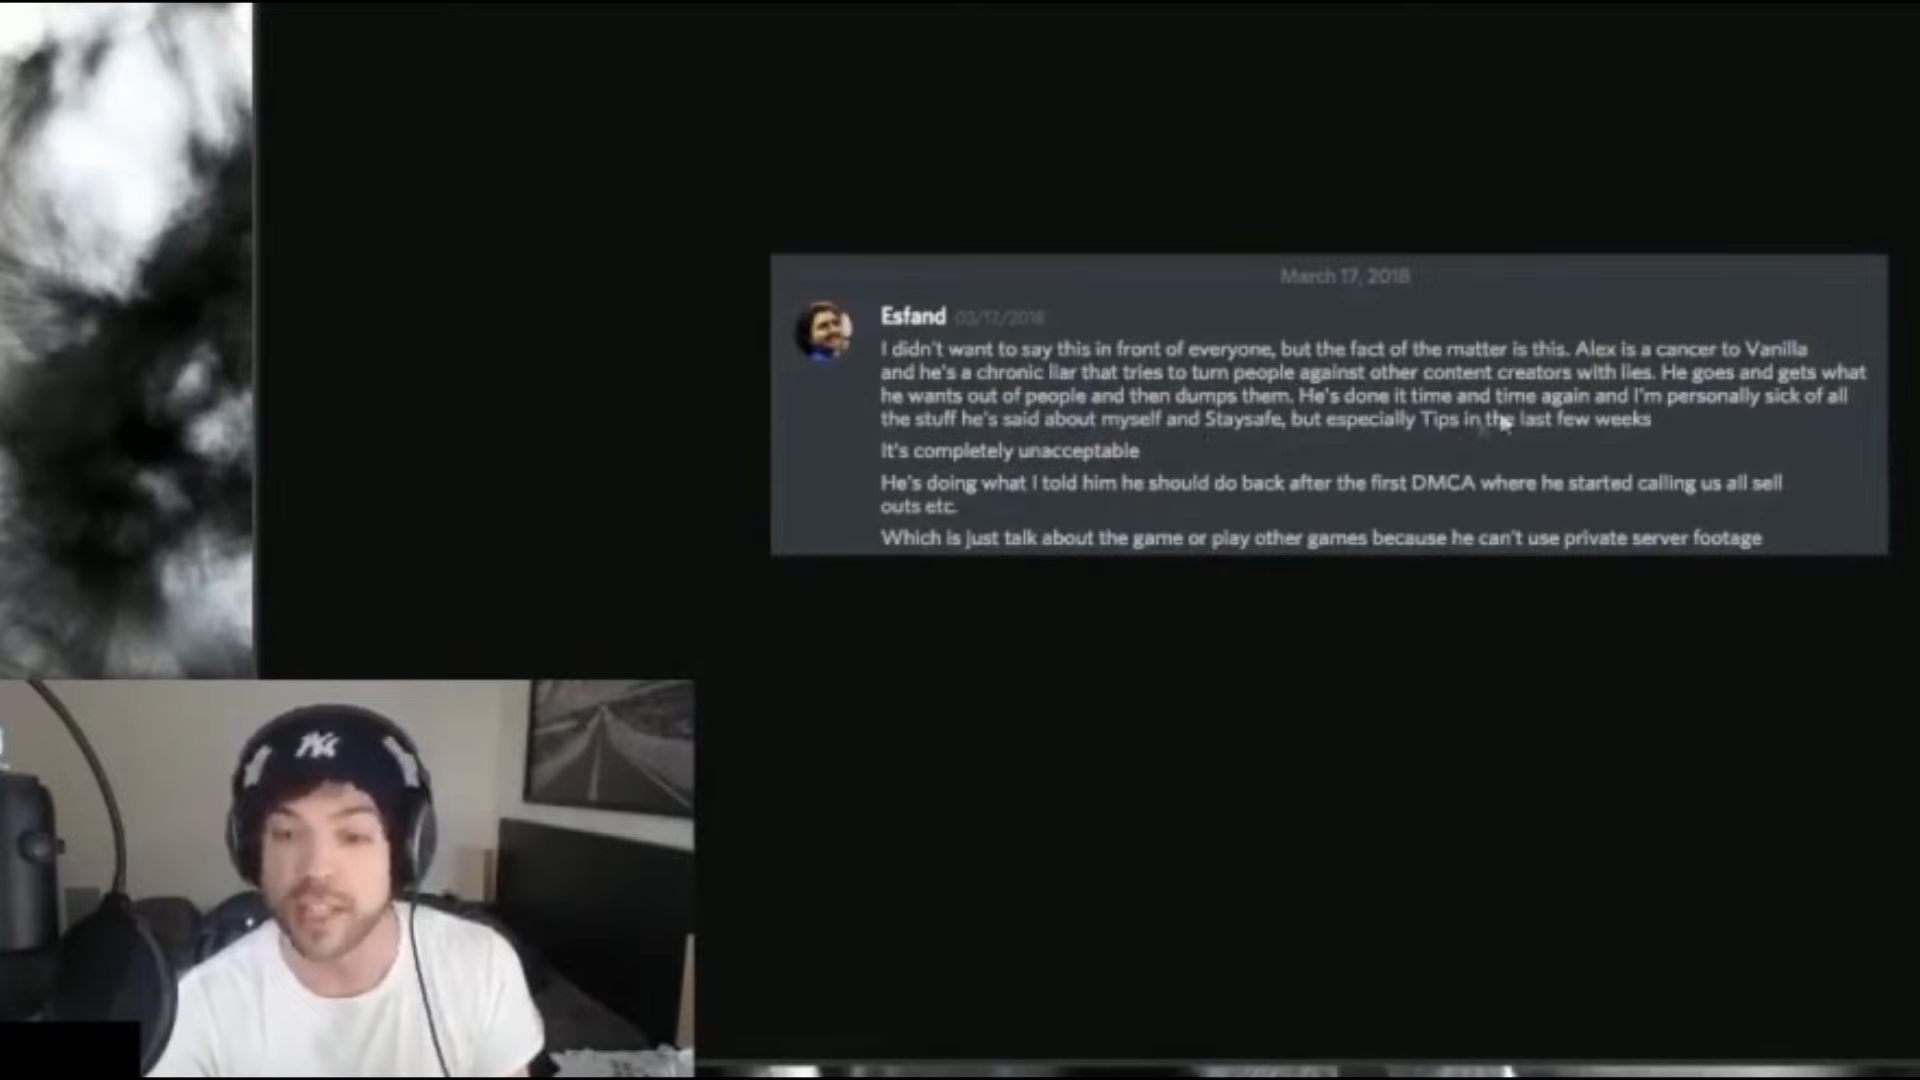 March 17, 2018
Esfand 03/17/2018
I didn't want to say this in front of everyone, but the fact of the matter is this. Alex is a cancer to Vanilla
and he's a chronic liar that tries to turn people against other content creators with lies. He goes and gets what
he wants out of people and then dumps them. He's done it time and time again and I'm personally sick of all
the stuff he's said about myself and Staysafe, but especially Tips in the last few weeks
It's completely unacceptable
He's doing what I told him he should do back after the first DMCA where he started calling us all sell
outs etc.
Which is just talk about the game or play other games because he can't use private server footage
NY